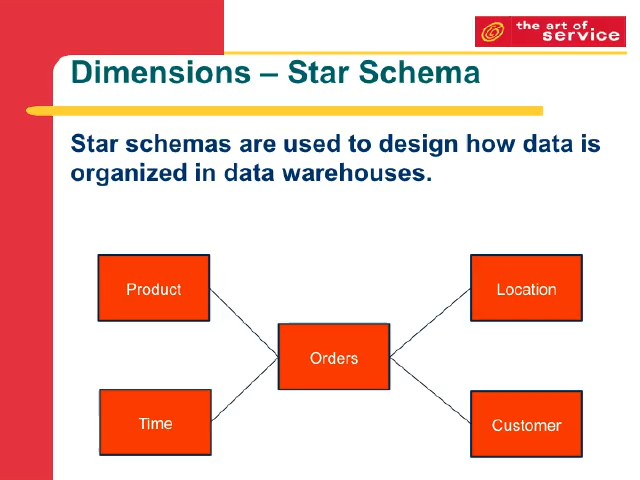 the art of
service
Dimensions – Star Schema
Star schemas are used to design how data is
organized in data warehouses.
Product
Location
Orders
Time
Customer